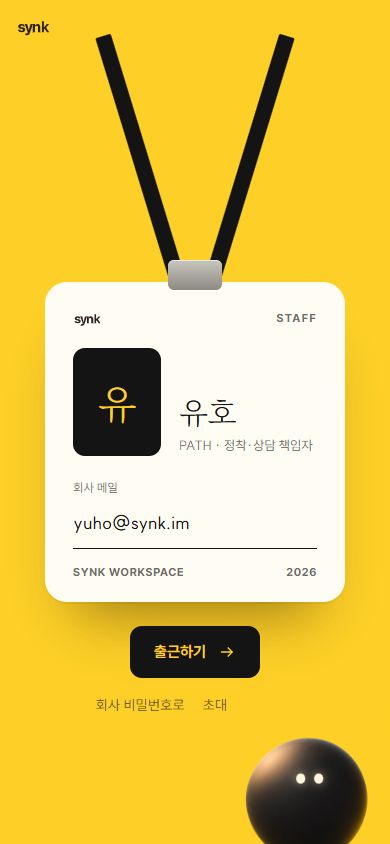 synk
synk
STAFF
유
유호
PATH · 정착·상담 책임자
회사 메일
yuho@synk.im
SYNK WORKSPACE
2026
출근하기 →
회사 비밀번호로 초대